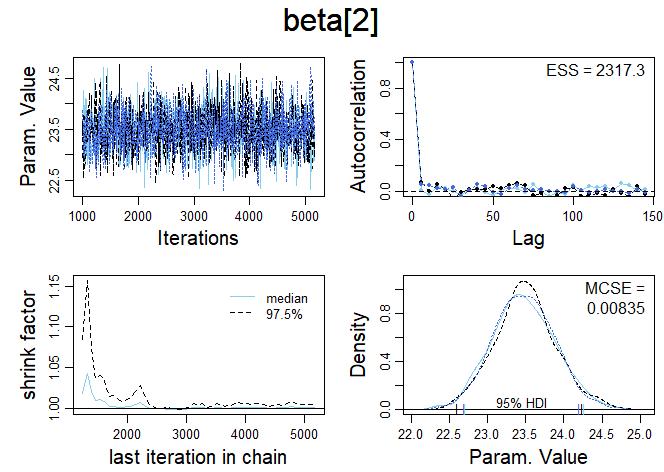 beta[2]
Param. Value
22.5 23.5 24.5
1000 2000 3000 4000 5000
Iterations
Autocorrelation
0.0 0.4 0.8
ESS = 2317.3
0 50 100 150
Lag
shrink factor
1.00 1.05 1.10 1.15
median
97.5%
2000 3000 4000 5000
last iteration in chain
Density
0.0 0.4 0.8
MCSE =
0.00835
95% HDI
22.0 22.5 23.0 23.5 24.0 24.5 25.0
Param. Value